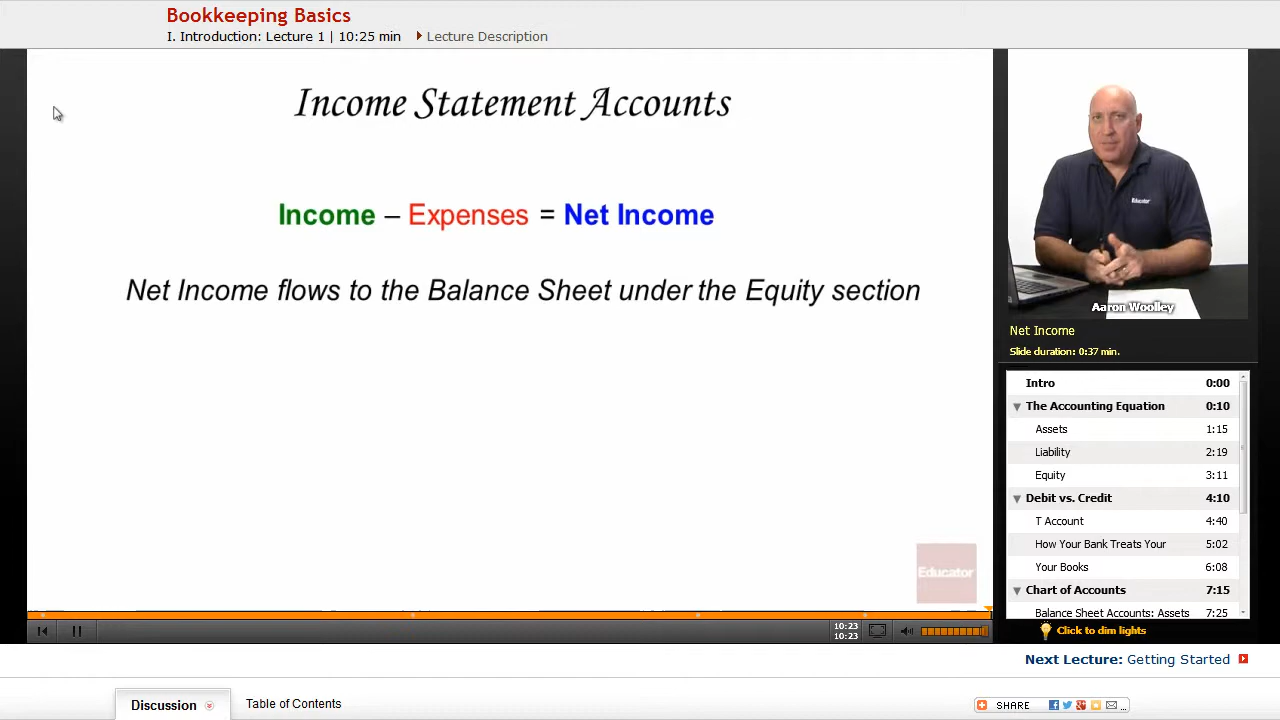 Bookkeeping Basics
I. Introduction: Lecture 1 | 10:25 min
Lecture Description
Income Statement Accounts
Income – Expenses = Net Income
Net Income flows to the Balance Sheet under the Equity section
Educator
Educator
Aaron Woolley
Net Income
Slide duration: 0:37 min.
Intro 0:00
The Accounting Equation 0:10
Assets 1:15
Liability 2:19
Equity 3:11
Debit vs. Credit 4:10
T Account 4:40
How Your Bank Treats Your 5:02
Your Books 6:08
Chart of Accounts 7:15
Balance Sheet Accounts: Assets 7:25
Click to dim lights
10:23
10:23
Next Lecture: Getting Started
Discussion
Table of Contents
SHARE
...